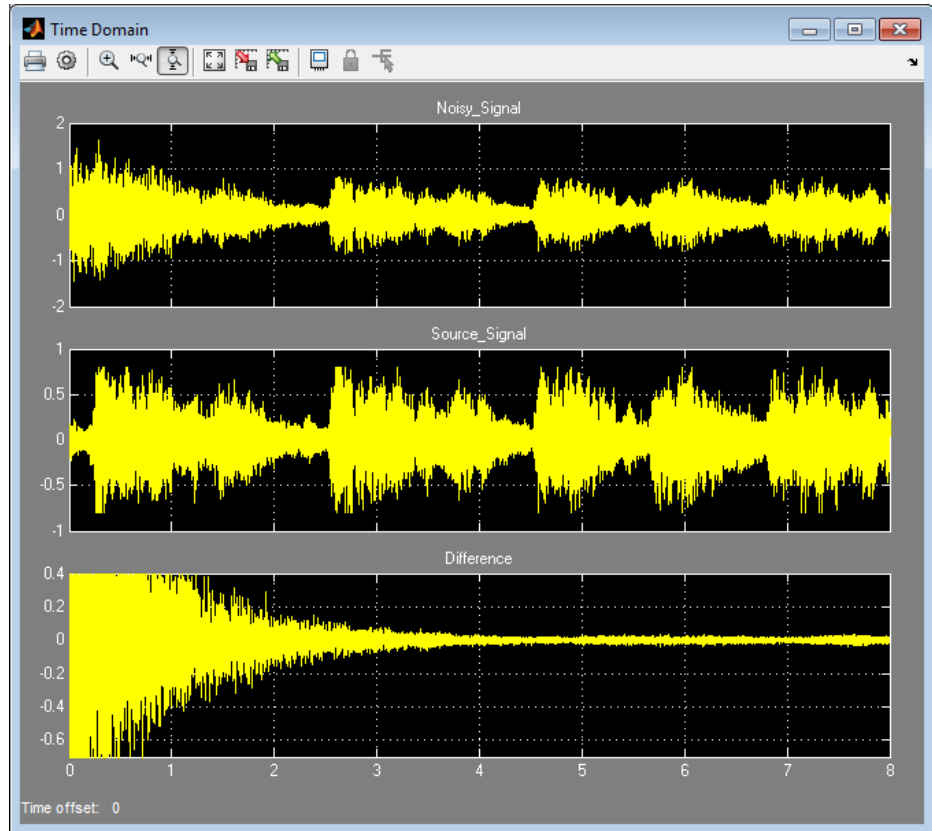 Time Domain
Noisy_Signal
2
1
0
-1
-2
Source_Signal
1
0.5
0
-0.5
-1
Difference
0.4
0.2
0
-0.2
-0.4
-0.6
0 1 2 3 4 5 6 7 8
Time offset: 0